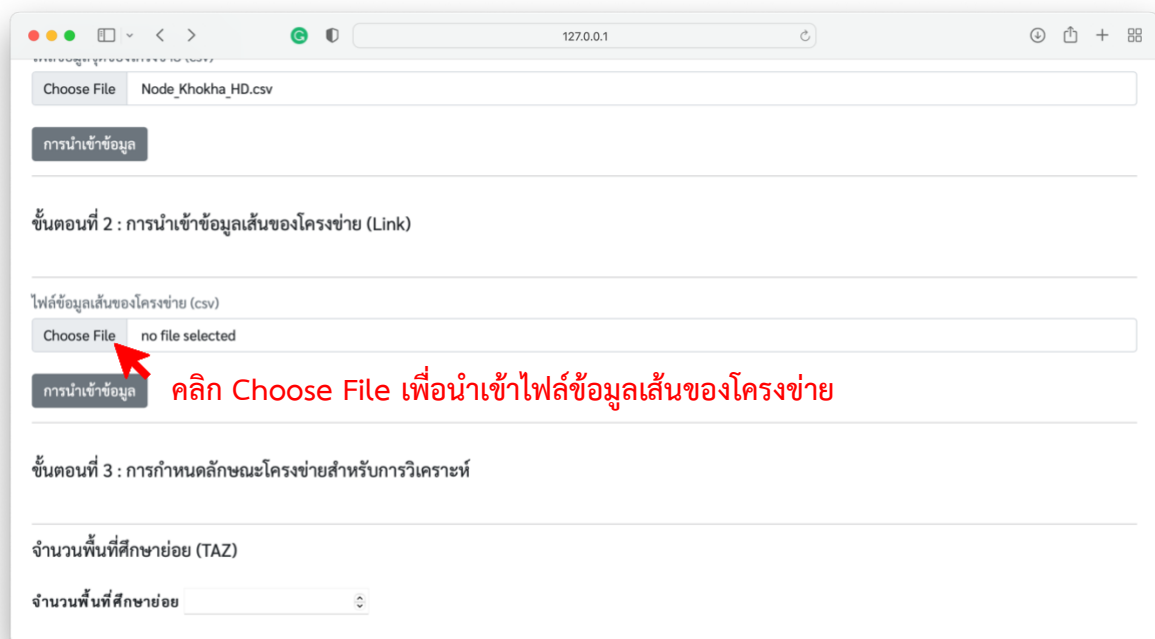 127.0.0.1
Choose File Node_Khokha_HD.csv
การนำเข้าข้อมูล
ขั้นตอนที่ 2 : การนำเข้าข้อมูลเส้นของโครงข่าย (Link)
ไฟล์ข้อมูลเส้นของโครงข่าย (csv)
Choose File no file selected
การนำเข้าข้อมูล คลิก Choose File เพื่อนำเข้าไฟล์ข้อมูลเส้นของโครงข่าย
ขั้นตอนที่ 3 : การกำหนดลักษณะโครงข่ายสำหรับการวิเคราะห์
จำนวนพื้นที่ศึกษาย่อย (TAZ)
จำนวนพื้นที่ศึกษาย่อย